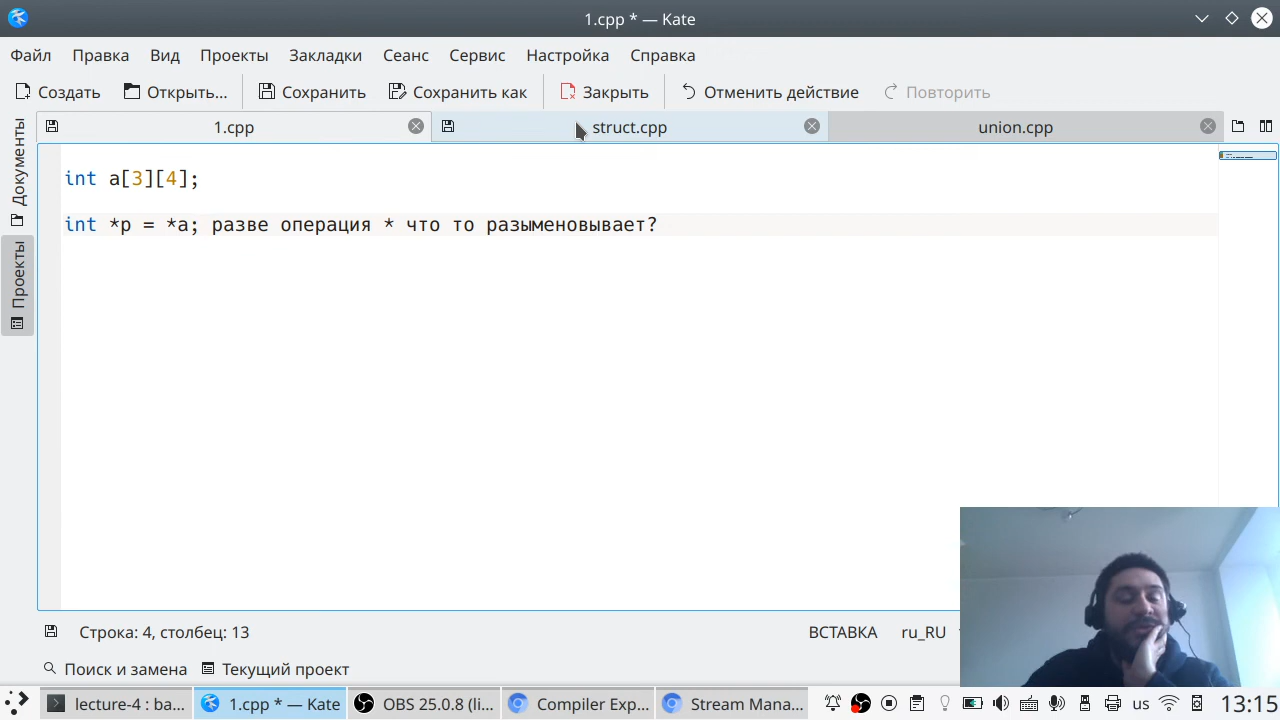 1.cpp * — Kate
Файл Правка Вид Проекты Закладки Сеанс Сервис Настройка Справка
Создать Открыть... Сохранить Сохранить как Закрыть Отменить действие Повторить
1.cpp struct.cpp union.cpp
Документы
Проекты
int a[3][4];
int *p = *a; разве операция * что то разыменовывает?
Строка: 4, столбец: 13 ВСТАВКА ru_RU
Поиск и замена Текущий проект
lecture-4 : ba... 1.cpp * — Kate OBS 25.0.8 (li... Compiler Exp... Stream Mana... us 13:15